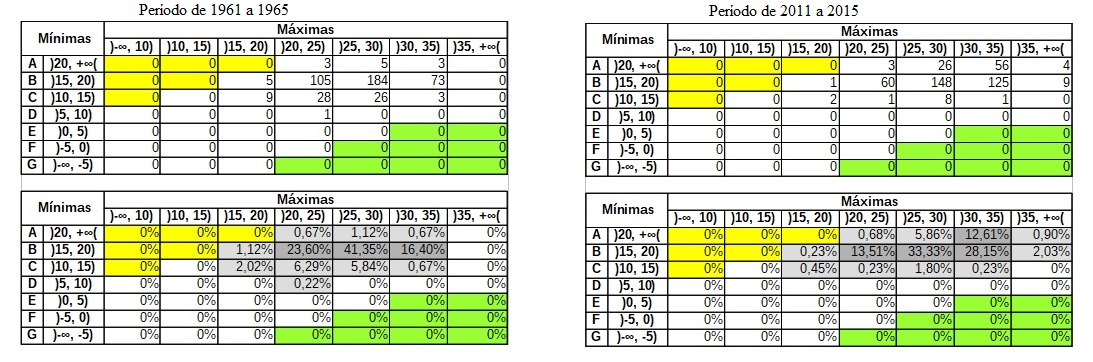 Período de 1961 a 1965
Mínimas Máximas
)-∞, 10) )10, 15) )15, 20) )20, 25) )25, 30) )30, 35) )35, +∞(
A )20, +∞( 0 0 0 3 5 3 0
B )15, 20) 0 0 5 105 184 73 0
C )10, 15) 0 0 9 28 26 3 0
D )5, 10) 0 0 0 1 0 0 0
E )0, 5) 0 0 0 0 0 0 0
F )-5, 0) 0 0 0 0 0 0 0
G )-∞, -5) 0 0 0 0 0 0 0
Mínimas Máximas
)-∞, 10) )10, 15) )15, 20) )20, 25) )25, 30) )30, 35) )35, +∞(
A )20, +∞( 0% 0% 0% 0,67% 1,12% 0,67% 0%
B )15, 20) 0% 0% 1,12% 23,60% 41,35% 16,40% 0%
C )10, 15) 0% 0% 2,02% 6,29% 5,84% 0,67% 0%
D )5, 10) 0% 0% 0% 0,22% 0% 0% 0%
E )0, 5) 0% 0% 0% 0% 0% 0% 0%
F )-5, 0) 0% 0% 0% 0% 0% 0% 0%
G )-∞, -5) 0% 0% 0% 0% 0% 0% 0%
Período de 2011 a 2015
Mínimas Máximas
)-∞, 10) )10, 15) )15, 20) )20, 25) )25, 30) )30, 35) )35, +∞(
A )20, +∞( 0 0 0 3 26 56 4
B )15, 20) 0 0 1 60 148 125 9
C )10, 15) 0 0 2 1 8 1 0
D )5, 10) 0 0 0 0 0 0 0
E )0, 5) 0 0 0 0 0 0 0
F )-5, 0) 0 0 0 0 0 0 0
G )-∞, -5) 0 0 0 0 0 0 0
Mínimas Máximas
)-∞, 10) )10, 15) )15, 20) )20, 25) )25, 30) )30, 35) )35, +∞(
A )20, +∞( 0% 0% 0% 0,68% 5,86% 12,61% 0,90%
B )15, 20) 0% 0% 0,23% 13,51% 33,33% 28,15% 2,03%
C )10, 15) 0% 0% 0,45% 0,23% 1,80% 0,23% 0%
D )5, 10) 0% 0% 0% 0% 0% 0% 0%
E )0, 5) 0% 0% 0% 0% 0% 0% 0%
F )-5, 0) 0% 0% 0% 0% 0% 0% 0%
G )-∞, -5) 0% 0% 0% 0% 0% 0% 0%